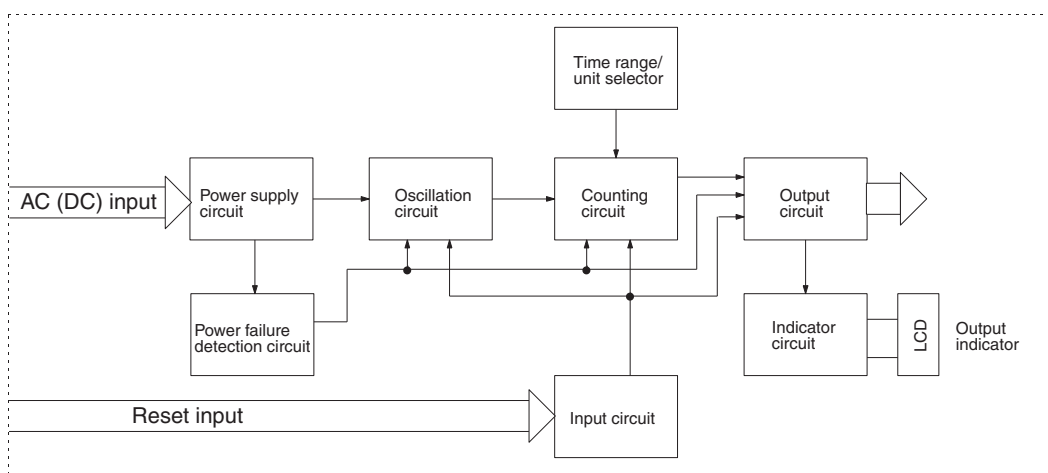 Time range/
unit selector
AC (DC) input
Power supply
circuit
Oscillation
circuit
Counting
circuit
Output
circuit
Power failure
detection circuit
Indicator
circuit
LCD
Output
indicator
Reset input
Input circuit